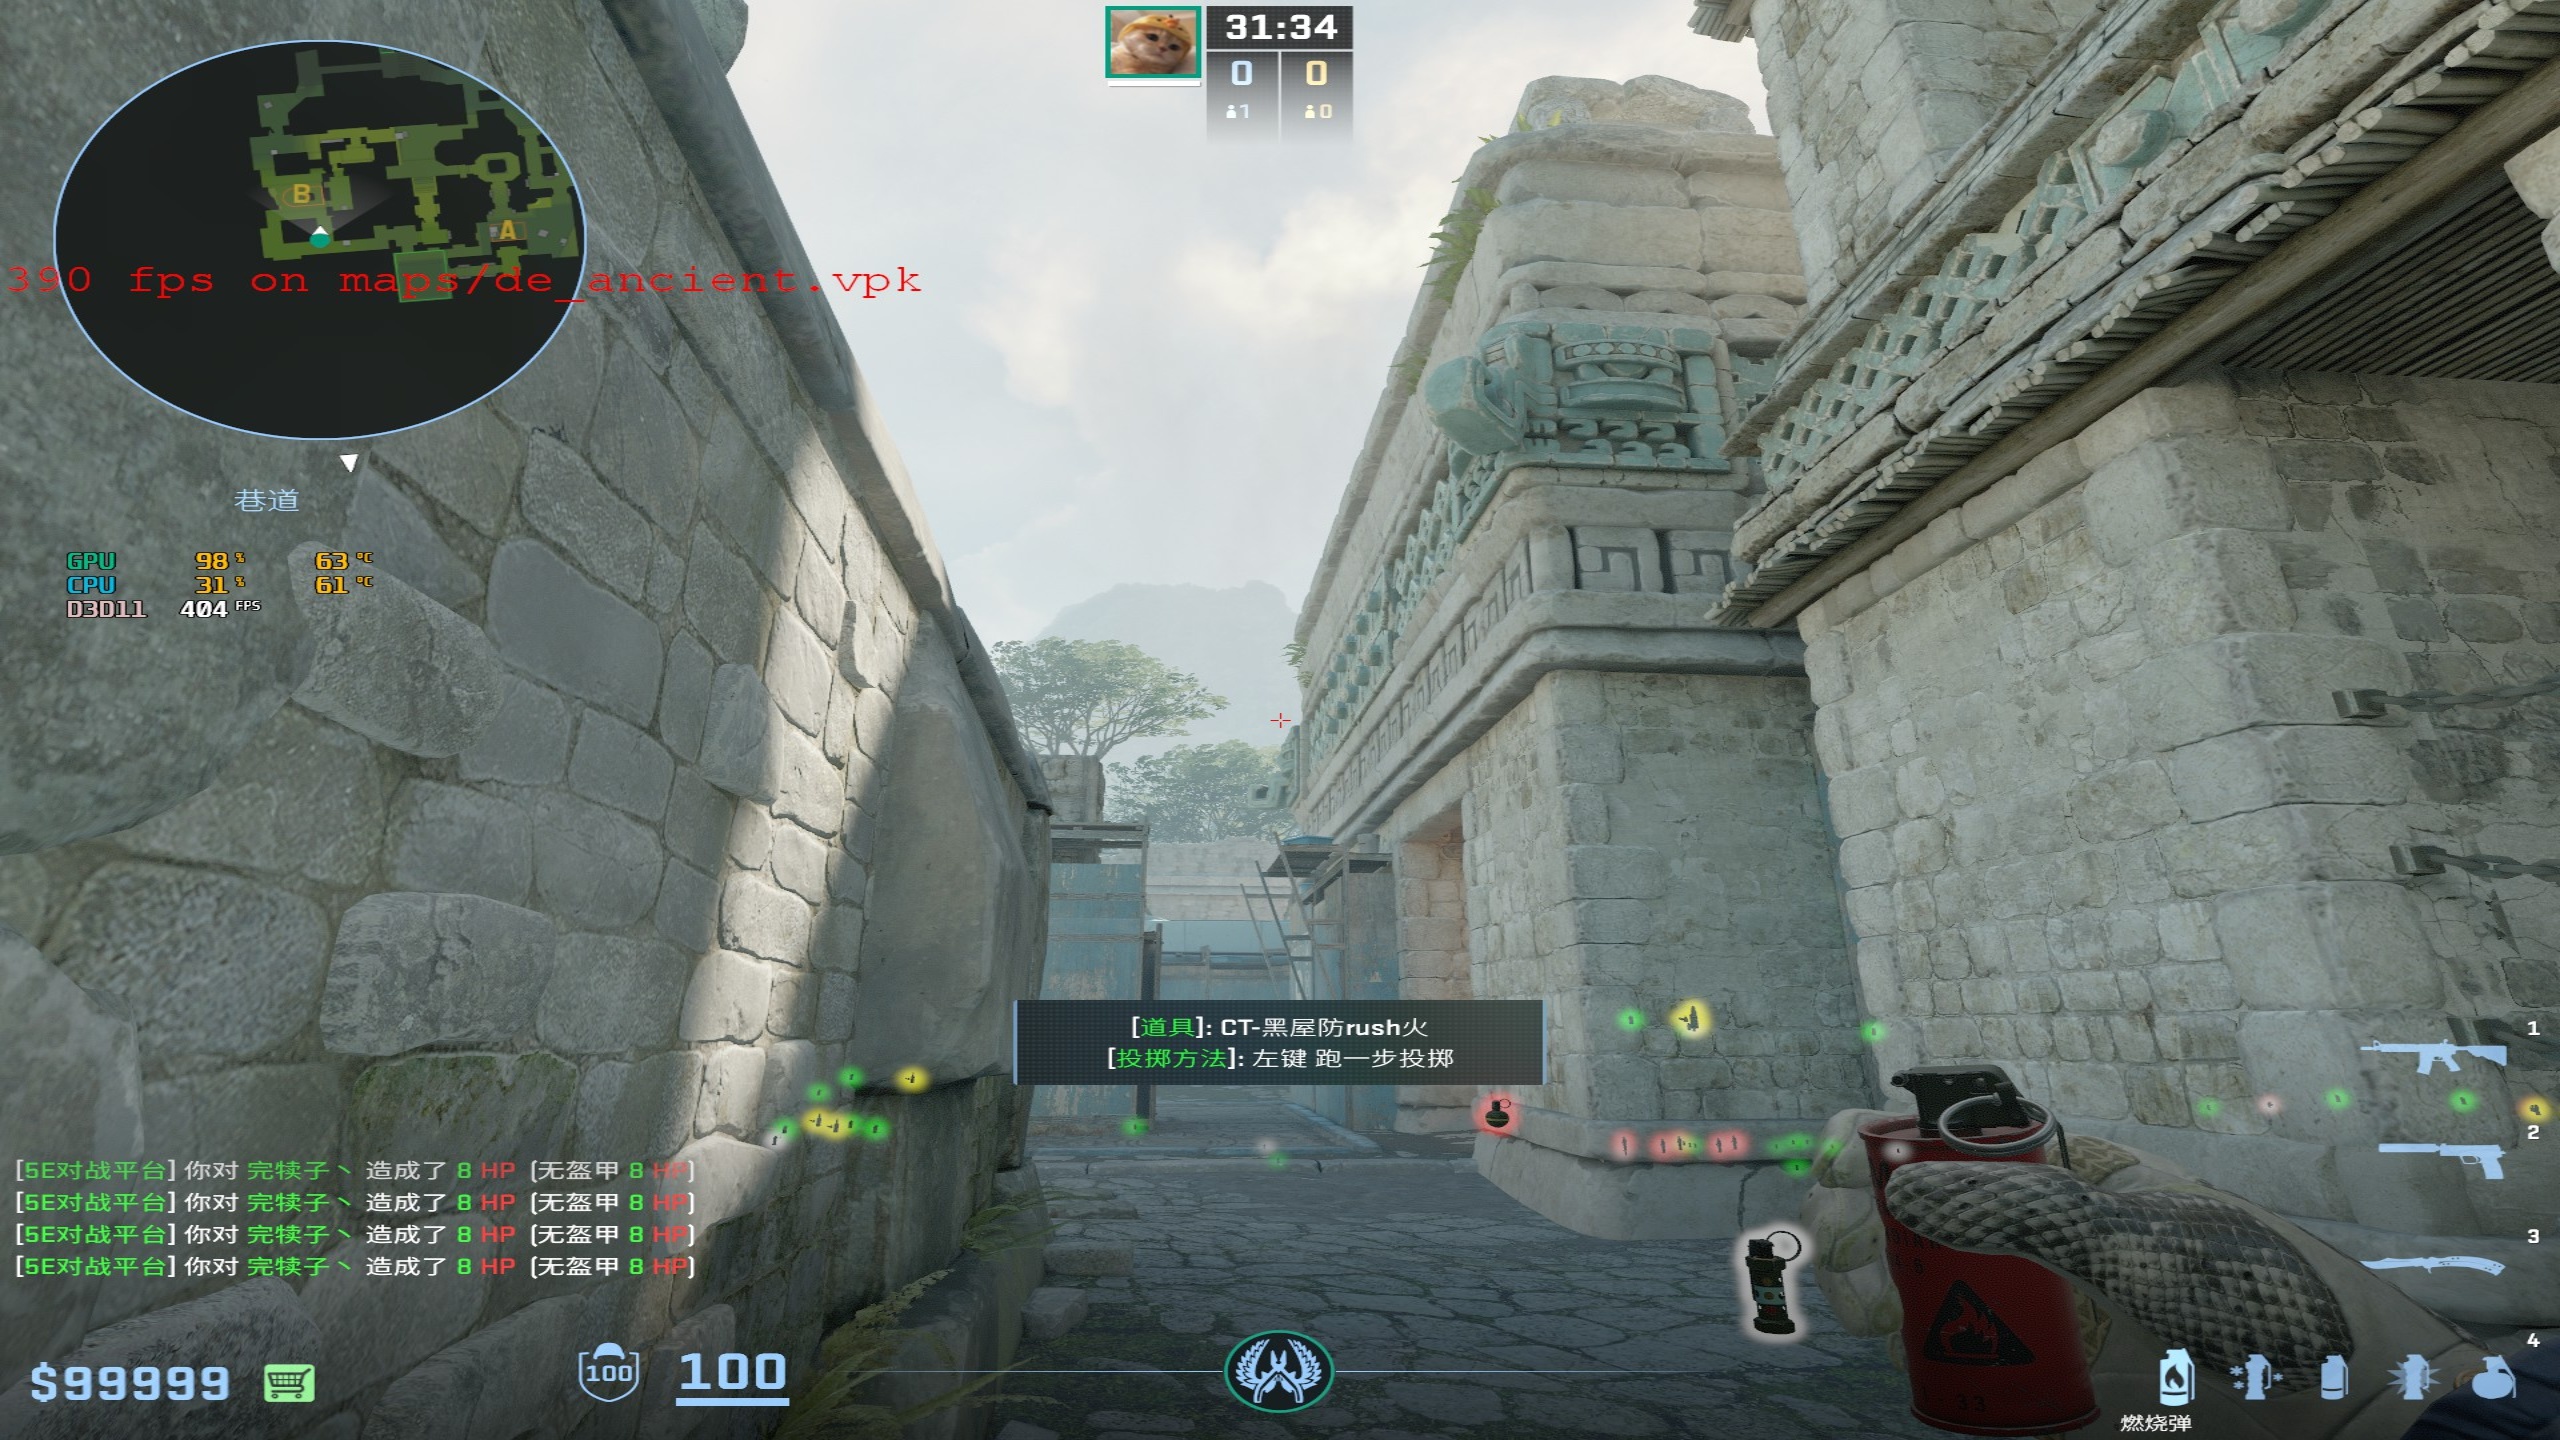 31:34
0 0
1 0
B
A
390 fps on maps/de_ancient.vpk
巷道
GPU 98 % 63 °C
CPU 31 % 61 °C
D3D11 404 FPS
[道具]: CT-黑屋防rush火
[投掷方法]: 左键 跑一步投掷
1
2
3
4
[5E对战平台] 你对 完犊子丶 造成了 8 HP (无盔甲 8 HP)
[5E对战平台] 你对 完犊子丶 造成了 8 HP (无盔甲 8 HP)
[5E对战平台] 你对 完犊子丶 造成了 8 HP (无盔甲 8 HP)
[5E对战平台] 你对 完犊子丶 造成了 8 HP (无盔甲 8 HP)
$99999
100
100
燃烧弹
33